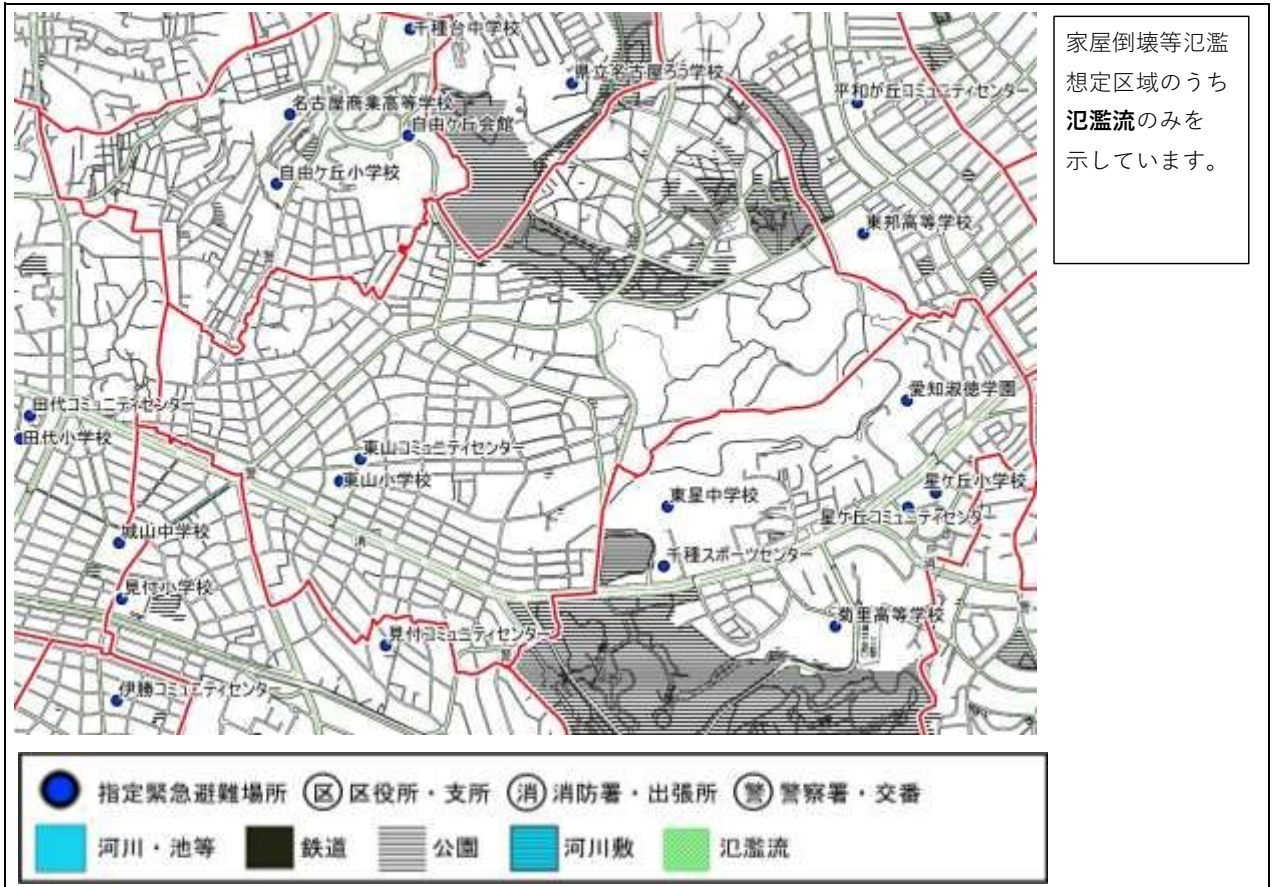 千種台中学校
県立名古屋ろう学校
平和が丘コミュニティセンター
名古屋商業高等学校
自由ケ丘会館
自由ケ丘小学校
東邦高等学校
愛知淑徳学園
田代コミュニティセンター
田代小学校
東山コミュニティセンター
東山小学校
星ケ丘小学校
東星中学校
星ケ丘コミュニティセンター
城山中学校
千種スポーツセンター
見付小学校
菊里高等学校
見付コミュニティセンター
伊勝コミュニティセンター
家屋倒壊等氾濫
想定区域のうち
氾濫流のみを
示しています。
指定緊急避難場所 区 区役所・支所 消 消防署・出張所 警 警察署・交番
河川・池等 鉄道 公園 河川敷 氾濫流